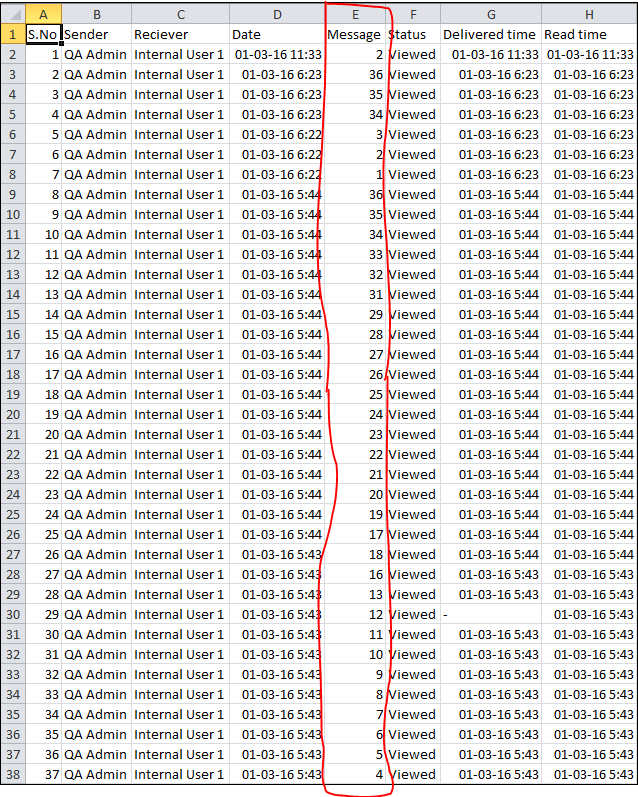 A B C D E F G H
1 S.No Sender Reciever Date Message Status Delivered time Read time
2 1 QA Admin Internal User 1 01-03-16 11:33 2 Viewed 01-03-16 11:33 01-03-16 11:33
3 2 QA Admin Internal User 1 01-03-16 6:23 36 Viewed 01-03-16 6:23 01-03-16 6:23
4 3 QA Admin Internal User 1 01-03-16 6:23 35 Viewed 01-03-16 6:23 01-03-16 6:23
5 4 QA Admin Internal User 1 01-03-16 6:23 34 Viewed 01-03-16 6:23 01-03-16 6:23
6 5 QA Admin Internal User 1 01-03-16 6:22 3 Viewed 01-03-16 6:23 01-03-16 6:23
7 6 QA Admin Internal User 1 01-03-16 6:22 2 Viewed 01-03-16 6:23 01-03-16 6:23
8 7 QA Admin Internal User 1 01-03-16 6:22 1 Viewed 01-03-16 6:23 01-03-16 6:23
9 8 QA Admin Internal User 1 01-03-16 5:44 36 Viewed 01-03-16 5:44 01-03-16 5:44
10 9 QA Admin Internal User 1 01-03-16 5:44 35 Viewed 01-03-16 5:44 01-03-16 5:44
11 10 QA Admin Internal User 1 01-03-16 5:44 34 Viewed 01-03-16 5:44 01-03-16 5:44
12 11 QA Admin Internal User 1 01-03-16 5:44 33 Viewed 01-03-16 5:44 01-03-16 5:44
13 12 QA Admin Internal User 1 01-03-16 5:44 32 Viewed 01-03-16 5:44 01-03-16 5:44
14 13 QA Admin Internal User 1 01-03-16 5:44 31 Viewed 01-03-16 5:44 01-03-16 5:44
15 14 QA Admin Internal User 1 01-03-16 5:44 29 Viewed 01-03-16 5:44 01-03-16 5:44
16 15 QA Admin Internal User 1 01-03-16 5:44 28 Viewed 01-03-16 5:44 01-03-16 5:44
17 16 QA Admin Internal User 1 01-03-16 5:44 27 Viewed 01-03-16 5:44 01-03-16 5:44
18 17 QA Admin Internal User 1 01-03-16 5:44 26 Viewed 01-03-16 5:44 01-03-16 5:44
19 18 QA Admin Internal User 1 01-03-16 5:44 25 Viewed 01-03-16 5:44 01-03-16 5:44
20 19 QA Admin Internal User 1 01-03-16 5:44 24 Viewed 01-03-16 5:44 01-03-16 5:44
21 20 QA Admin Internal User 1 01-03-16 5:44 23 Viewed 01-03-16 5:44 01-03-16 5:44
22 21 QA Admin Internal User 1 01-03-16 5:44 22 Viewed 01-03-16 5:44 01-03-16 5:44
23 22 QA Admin Internal User 1 01-03-16 5:44 21 Viewed 01-03-16 5:44 01-03-16 5:44
24 23 QA Admin Internal User 1 01-03-16 5:44 20 Viewed 01-03-16 5:44 01-03-16 5:44
25 24 QA Admin Internal User 1 01-03-16 5:44 19 Viewed 01-03-16 5:44 01-03-16 5:44
26 25 QA Admin Internal User 1 01-03-16 5:44 17 Viewed 01-03-16 5:44 01-03-16 5:44
27 26 QA Admin Internal User 1 01-03-16 5:43 18 Viewed 01-03-16 5:44 01-03-16 5:44
28 27 QA Admin Internal User 1 01-03-16 5:43 16 Viewed 01-03-16 5:43 01-03-16 5:43
29 28 QA Admin Internal User 1 01-03-16 5:43 13 Viewed 01-03-16 5:43 01-03-16 5:43
30 29 QA Admin Internal User 1 01-03-16 5:43 12 Viewed - 01-03-16 5:43
31 30 QA Admin Internal User 1 01-03-16 5:43 11 Viewed 01-03-16 5:43 01-03-16 5:43
32 31 QA Admin Internal User 1 01-03-16 5:43 10 Viewed 01-03-16 5:43 01-03-16 5:43
33 32 QA Admin Internal User 1 01-03-16 5:43 9 Viewed 01-03-16 5:43 01-03-16 5:43
34 33 QA Admin Internal User 1 01-03-16 5:43 8 Viewed 01-03-16 5:43 01-03-16 5:43
35 34 QA Admin Internal User 1 01-03-16 5:43 7 Viewed 01-03-16 5:43 01-03-16 5:43
36 35 QA Admin Internal User 1 01-03-16 5:43 6 Viewed 01-03-16 5:43 01-03-16 5:43
37 36 QA Admin Internal User 1 01-03-16 5:43 5 Viewed 01-03-16 5:43 01-03-16 5:43
38 37 QA Admin Internal User 1 01-03-16 5:43 4 Viewed 01-03-16 5:43 01-03-16 5:43